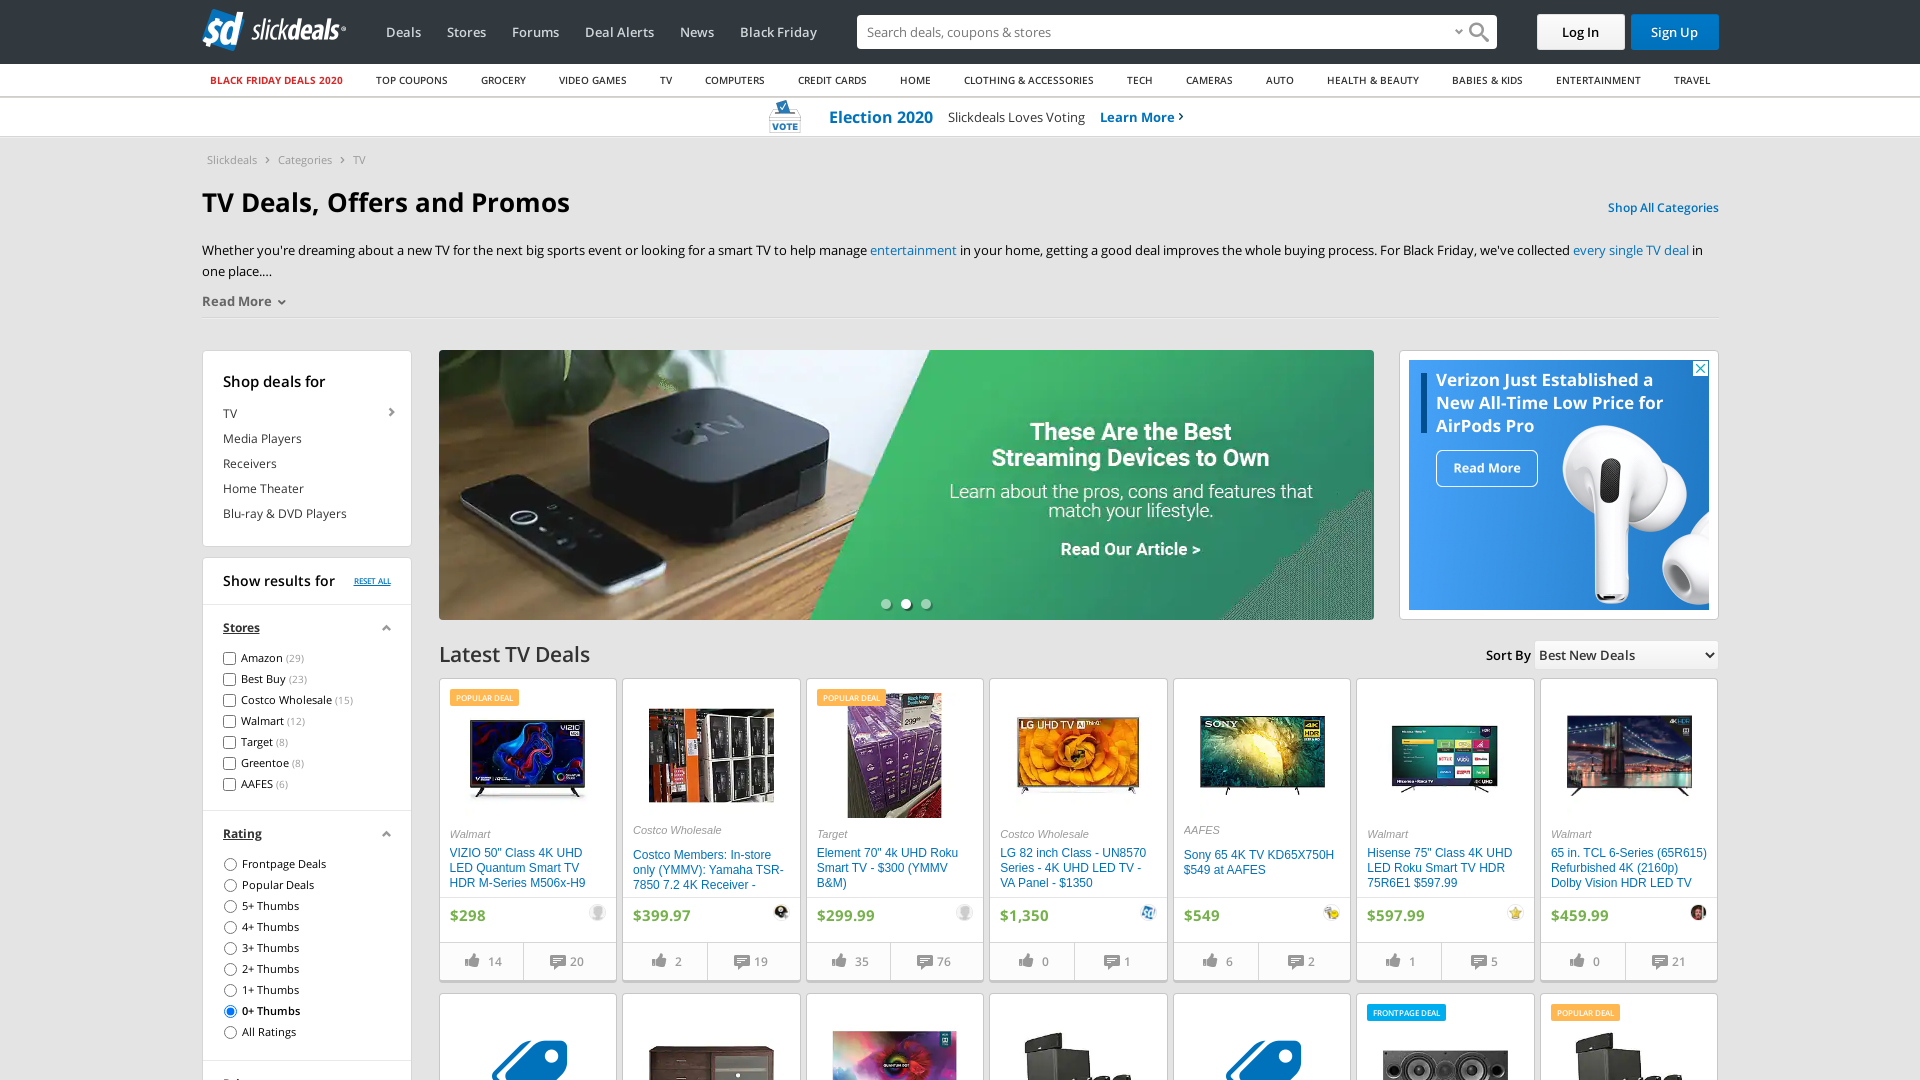 slickdeals
Deals
Stores
Forums
Deal Alerts
News
Black Friday
Search deals, coupons & stores
Log In
Sign Up
BLACK FRIDAY DEALS 2020
TOP COUPONS
GROCERY
VIDEO GAMES
TV
COMPUTERS
CREDIT CARDS
HOME
CLOTHING & ACCESSORIES
TECH
CAMERAS
AUTO
HEALTH & BEAUTY
BABIES & KIDS
ENTERTAINMENT
TRAVEL
VOTE
Election 2020 Slickdeals Loves Voting Learn More
Slickdeals > Categories > TV
TV Deals, Offers and Promos
Shop All Categories
Whether you're dreaming about a new TV for the next big sports event or looking for a smart TV to help manage entertainment in your home, getting a good deal improves the whole buying process. For Black Friday, we've collected every single TV deal in
one place....
Read More
Shop deals for
TV
Media Players
Receivers
Home Theater
Blu-ray & DVD Players
Show results for RESET ALL
Stores
Amazon (29)
Best Buy (23)
Costco Wholesale (15)
Walmart (12)
Target (8)
Greentoe (8)
AAFES (6)
Rating
Frontpage Deals
Popular Deals
5+ Thumbs
4+ Thumbs
3+ Thumbs
2+ Thumbs
1+ Thumbs
0+ Thumbs
All Ratings
tv
These Are the Best
Streaming Devices to Own
Learn about the pros, cons and features that
match your lifestyle.
Read Our Article >
Verizon Just Established a
New All-Time Low Price for
AirPods Pro
Read More
Latest TV Deals
Sort By Best New Deals
POPULAR DEAL
VIZIO
Walmart
VIZIO 50" Class 4K UHD
LED Quantum Smart TV
HDR M-Series M506x-H9
$298
14
20
Costco Wholesale
Costco Members: In-store
only (YMMV): Yamaha TSR-
7850 7.2 4K Receiver -
$399.97
2
19
POPULAR DEAL
Target
Element 70" 4k UHD Roku
Smart TV - $300 (YMMV
B&M)
$299.99
35
76
LG UHD TV AI ThinQ
Costco Wholesale
LG 82 inch Class - UN8570
Series - 4K UHD LED TV -
VA Panel - $1350
$1,350
0
1
SONY
4K
HDR
AAFES
Sony 65 4K TV KD65X750H
$549 at AAFES
$549
6
2
Walmart
Hisense 75" Class 4K UHD
LED Roku Smart TV HDR
75R6E1 $597.99
$597.99
1
5
4K HDR
Walmart
65 in. TCL 6-Series (65R615)
Refurbished 4K (2160p)
Dolby Vision HDR LED TV
$459.99
0
21
QUANTUM DOT
FRONTPAGE DEAL
POPULAR DEAL